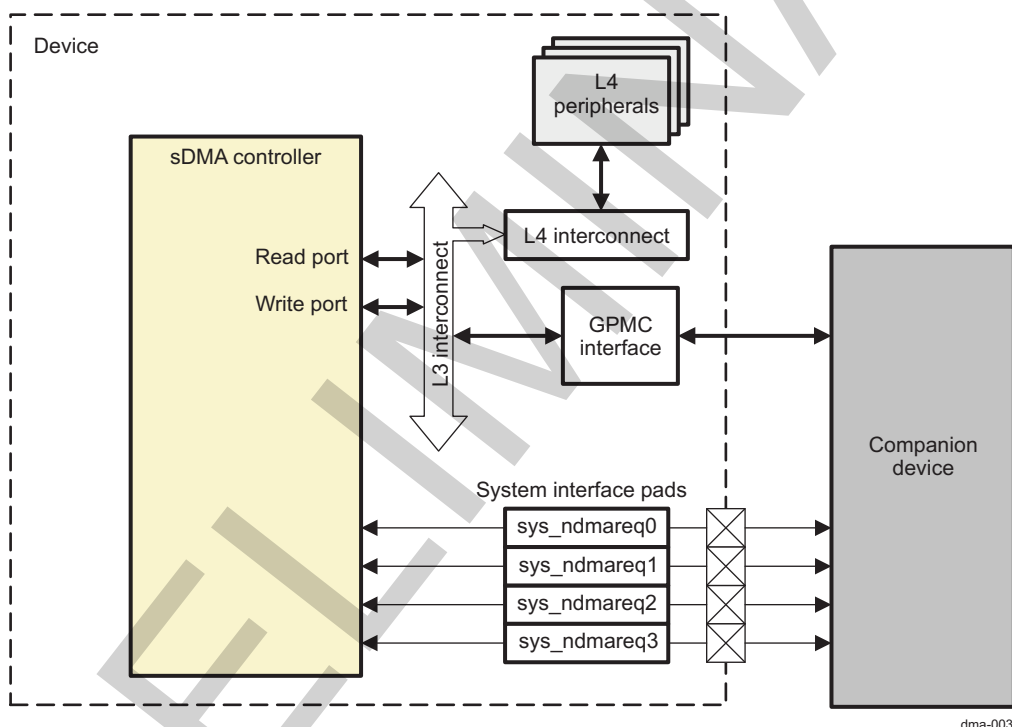 Device
L4
peripherals
sDMA controller
L4 interconnect
Read port
Write port
L3 interconnect
GPMC
interface
Companion
device
System interface pads
sys_ndmareq0
sys_ndmareq1
sys_ndmareq2
sys_ndmareq3
dma-003